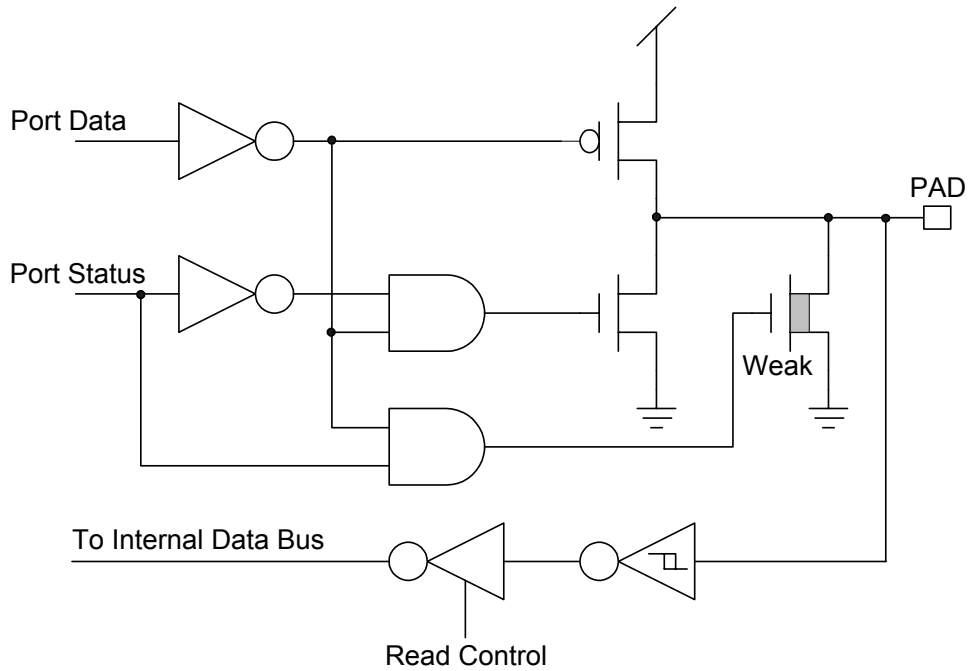 Port Data
PAD
Port Status
Weak
To Internal Data Bus
Read Control